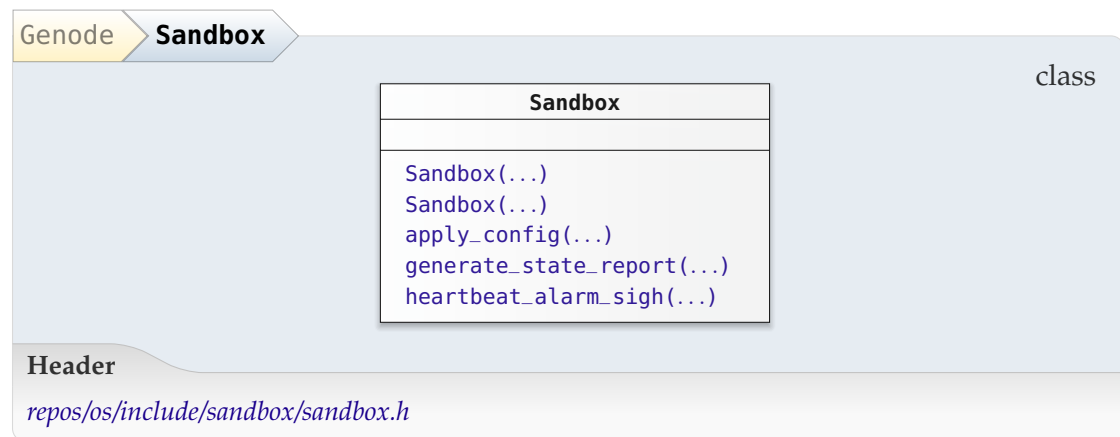 Genode Sandbox
class
Sandbox
Sandbox(...)
Sandbox(...)
apply_config(...)
generate_state_report(...)
heartbeat_alarm_sigh(...)
Header
repos/os/include/sandbox/sandbox.h